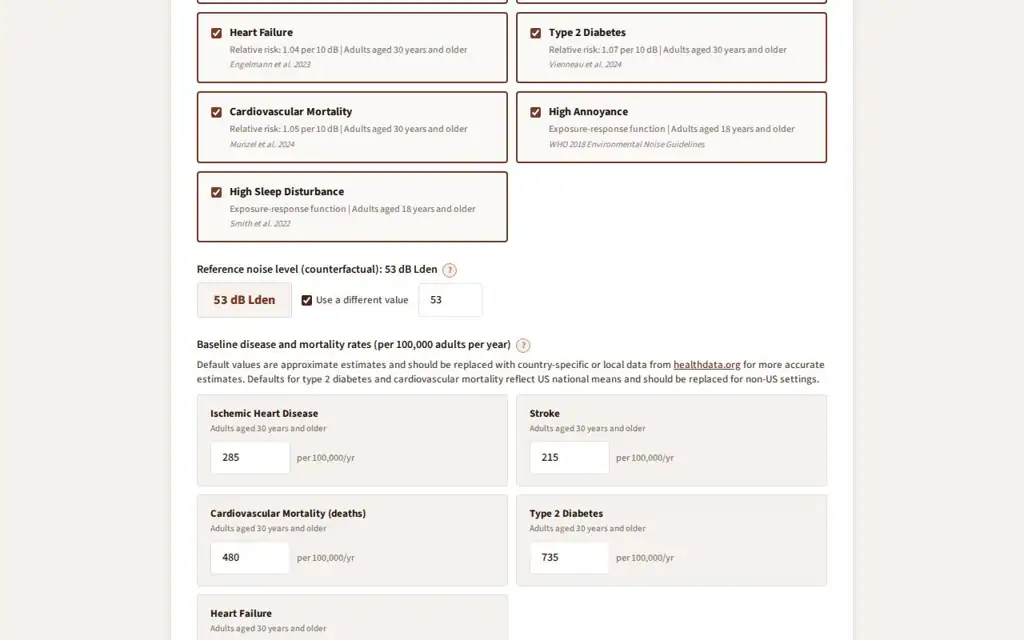 Heart Failure
Relative risk: 1.04 per 10 dB | Adults aged 30 years and older
Engelmann et al. 2023
Type 2 Diabetes
Relative risk: 1.07 per 10 dB | Adults aged 30 years and older
Vienneau et al. 2024
Cardiovascular Mortality
Relative risk: 1.05 per 10 dB | Adults aged 30 years and older
Munzel et al. 2024
High Annoyance
Exposure-response function | Adults aged 18 years and older
WHO 2018 Environmental Noise Guidelines
High Sleep Disturbance
Exposure-response function | Adults aged 18 years and older
Smith et al. 2022
Reference noise level (counterfactual): 53 dB Lden ?
53 dB Lden
Use a different value
53
Baseline disease and mortality rates (per 100,000 adults per year) ?
Default values are approximate estimates and should be replaced with country-specific or local data from healthdata.org for more accurate
estimates. Defaults for type 2 diabetes and cardiovascular mortality reflect US national means and should be replaced for non-US settings.
Ischemic Heart Disease
Adults aged 30 years and older
285 per 100,000/yr
Stroke
Adults aged 30 years and older
215 per 100,000/yr
Cardiovascular Mortality (deaths)
Adults aged 30 years and older
480 per 100,000/yr
Type 2 Diabetes
Adults aged 30 years and older
735 per 100,000/yr
Heart Failure
Adults aged 30 years and older